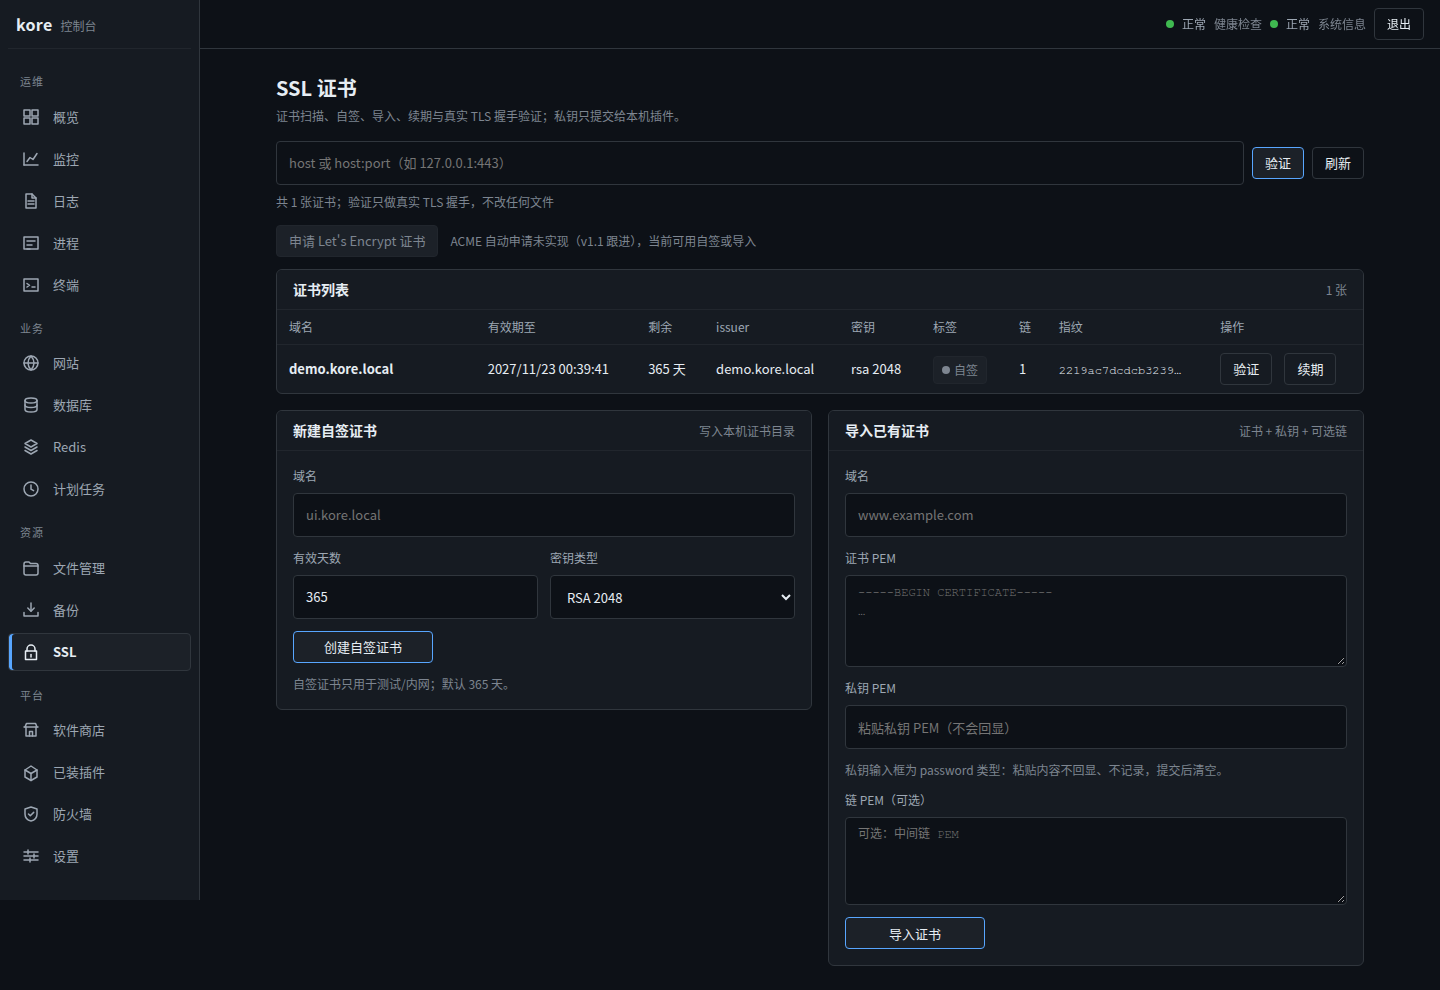 kore 控制台
正常 健康检查 正常 系统信息 退出
运维
概览
监控
日志
进程
终端
业务
网站
数据库
Redis
计划任务
资源
文件管理
备份
SSL
平台
软件商店
已装插件
防火墙
设置
SSL 证书
证书扫描、自签、导入、续期与真实 TLS 握手验证；私钥只提交给本机插件。
host 或 host:port（如 127.0.0.1:443） 验证 刷新
共 1 张证书；验证只做真实 TLS 握手，不改任何文件
申请 Let's Encrypt 证书 ACME 自动申请未实现（v1.1 跟进），当前可用自签或导入
证书列表 1 张
域名 有效期至 剩余 issuer 密钥 标签 链 指纹 操作
demo.kore.local 2027/11/23 00:39:41 365 天 demo.kore.local rsa 2048 自签 1 2219ac7dcdcb3239… 验证 续期
新建自签证书 写入本机证书目录
域名
ui.kore.local
有效天数 密钥类型
365 RSA 2048
创建自签证书
自签证书只用于测试/内网；默认 365 天。
导入已有证书 证书 + 私钥 + 可选链
域名
www.example.com
证书 PEM
-----BEGIN CERTIFICATE-----
…
私钥 PEM
粘贴私钥 PEM（不会回显）
私钥输入框为 password 类型：粘贴内容不回显、不记录，提交后清空。
链 PEM（可选）
可选：中间链 PEM
导入证书